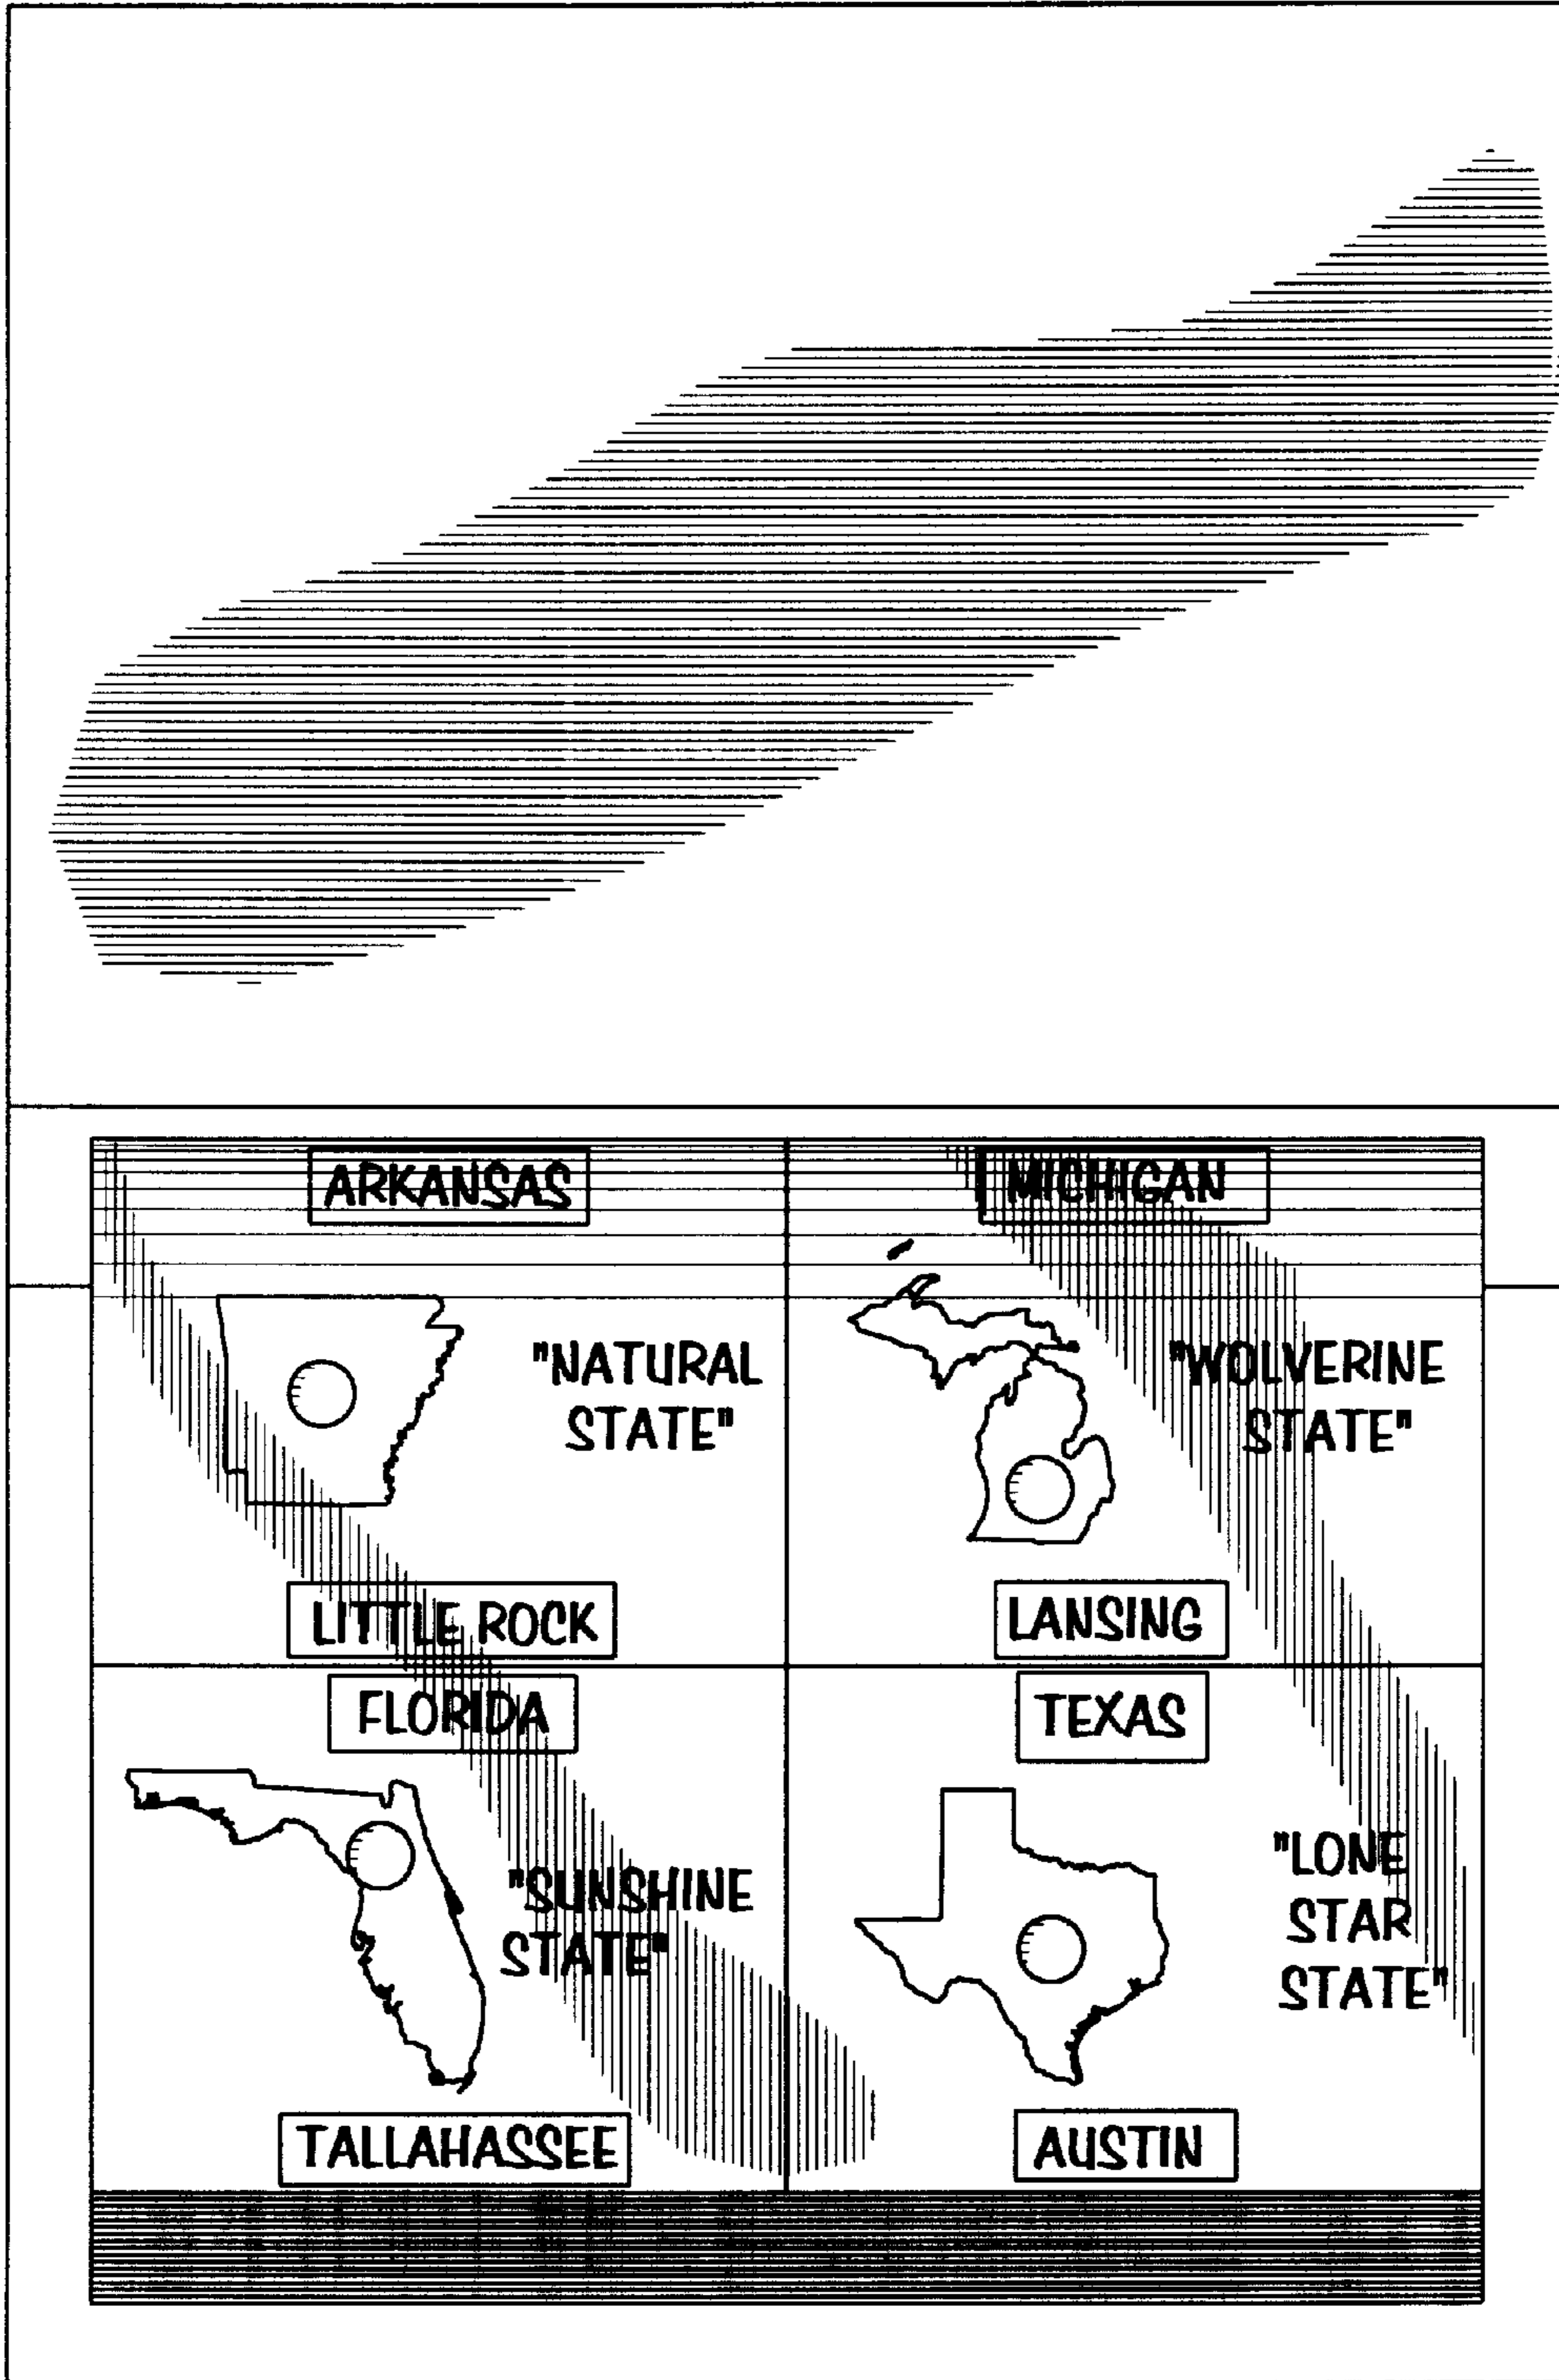 ARKANSAS
"NATURAL
STATE"
LITTLE ROCK
MICHIGAN
"WOLVERINE
STATE"
LANSING
FLORIDA
"SUNSHINE
STATE"
TALLAHASSEE
TEXAS
"LONE
STAR
STATE"
AUSTIN